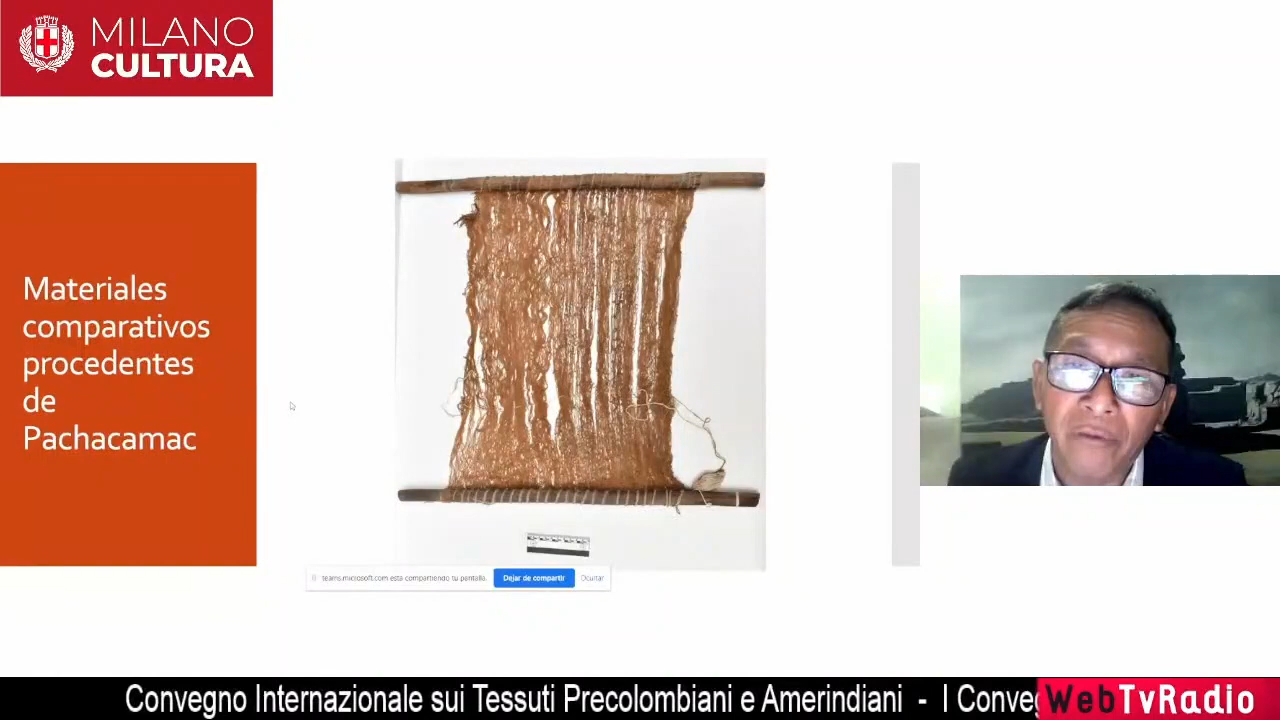 MILANO
CULTURA
Materiales
comparativos
procedentes
de
Pachacamac
teams.microsoft.com está compartiendo tu pantalla.
Dejar de compartir
Ocultar
Convegno Internazionale sui Tessuti Precolombiani e Amerindiani - I Conveg
WebTvRadio